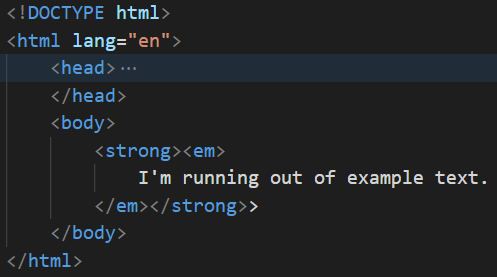 <!DOCTYPE html>
<html lang="en">
    <head>···
    </head>
    <body>
        <strong><em>
            I'm running out of example text.
        </em></strong>>
    </body>
</html>